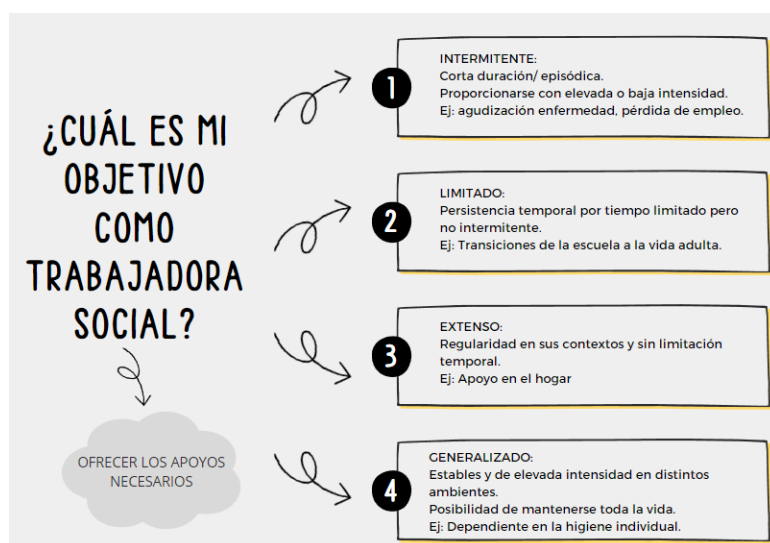 ¿CUÁL ES MI
OBJETIVO
COMO
TRABAJADORA
SOCIAL?
OFRECER LOS APOYOS
NECESARIOS
1
INTERMITENTE:
Corta duración/ episódica.
Proporcionarse con elevada o baja intensidad.
Ej: agudización enfermedad, pérdida de empleo.
2
LIMITADO:
Persistencia temporal por tiempo limitado pero
no intermitente.
Ej: Transiciones de la escuela a la vida adulta.
3
EXTENSO:
Regularidad en sus contextos y sin limitación
temporal.
Ej: Apoyo en el hogar
4
GENERALIZADO:
Estables y de elevada intensidad en distintos
ambientes.
Posibilidad de mantenerse toda la vida.
Ej: Dependiente en la higiene individual.